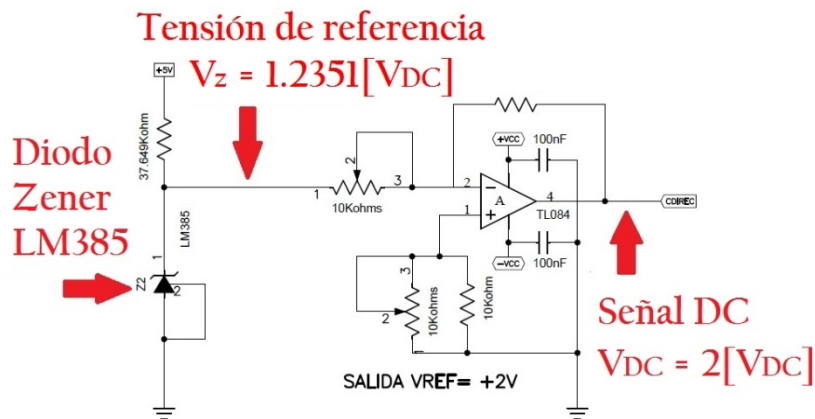 Tensión de referencia
Vz = 1.2351[VDC]
+5V
37.649Kohm
Diodo
Zener
LM385
LM385
1
Z2
2
1
2
3
10Kohms
2
1
A
4
TL084
+VCC
100nF
-VCC
100nF
CDIREC
3
2
1
10Kohms
10Kohm
SALIDA VREF= +2V
Señal DC
VDC = 2[VDC]